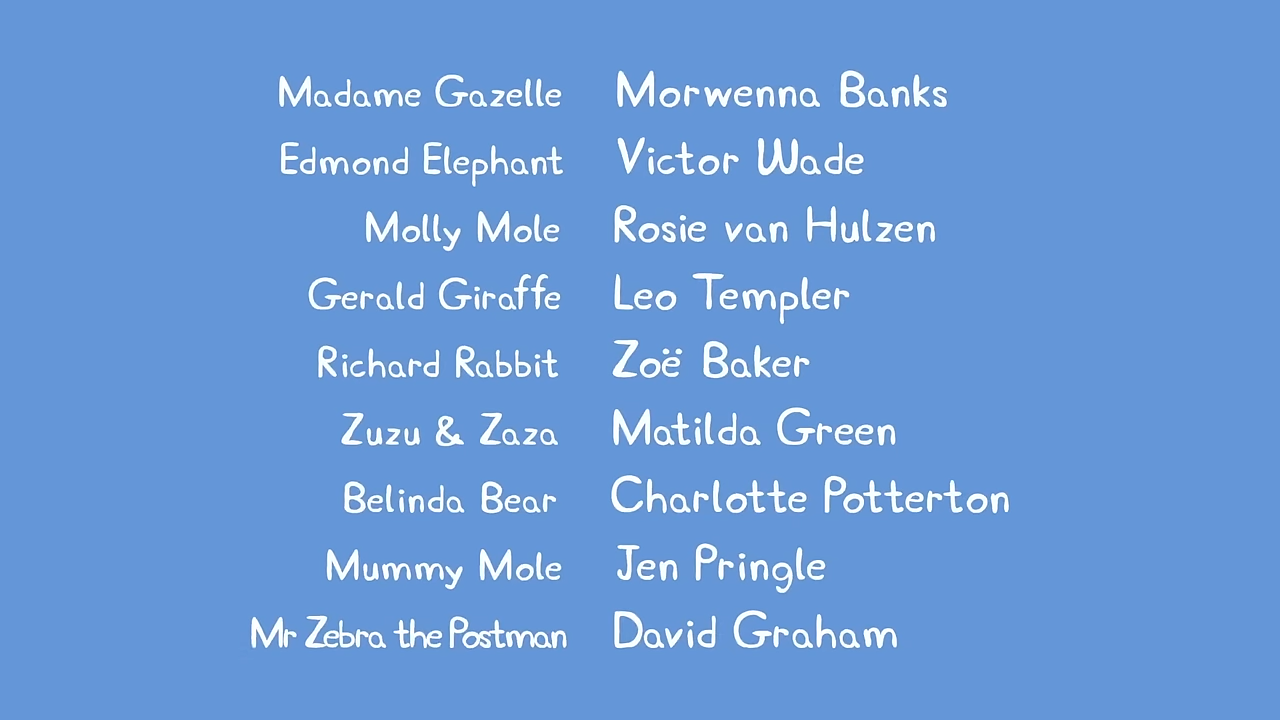 Madame Gazelle Morwenna Banks
Edmond Elephant Victor Wade
Molly Mole Rosie van Hulzen
Gerald Giraffe Leo Templer
Richard Rabbit Zoë Baker
Zuzu & Zaza Matilda Green
Belinda Bear Charlotte Potterton
Mummy Mole Jen Pringle
Mr Zebra the Postman David Graham